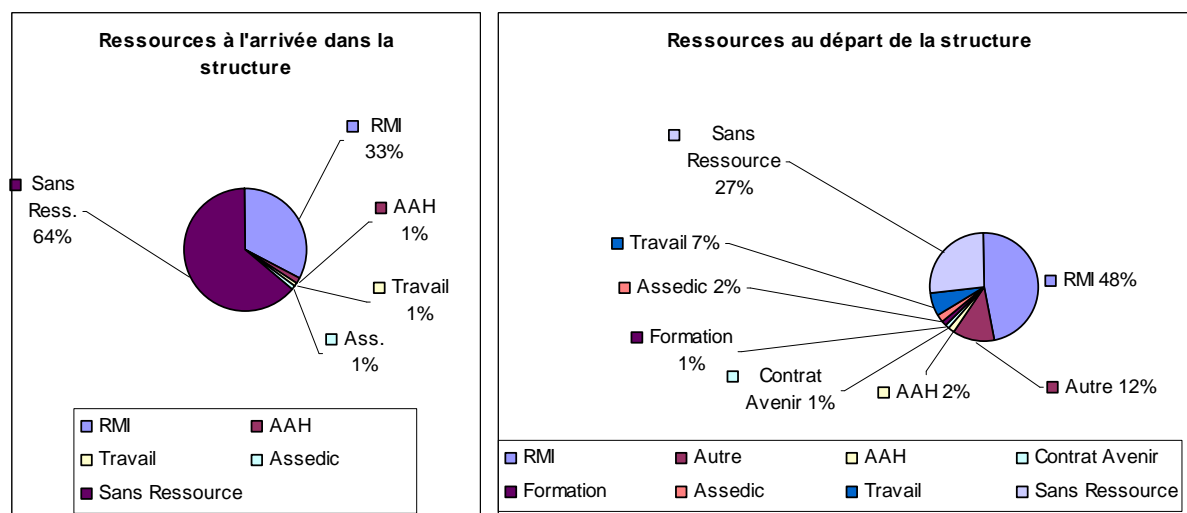 Ressources à l'arrivée dans la
structure
RMI
33%
Sans
Ress.
64%
AAH
1%
Travail
1%
Ass.
1%
RMI
AAH
Travail
Assedic
Sans Ressource
Ressources au départ de la structure
Sans
Ressource
27%
Travail 7%
RMI 48%
Assedic 2%
Formation
1%
Contrat
Avenir 1%
AAH 2%
Autre 12%
RMI
Autre
AAH
Contrat Avenir
Formation
Assedic
Travail
Sans Ressource